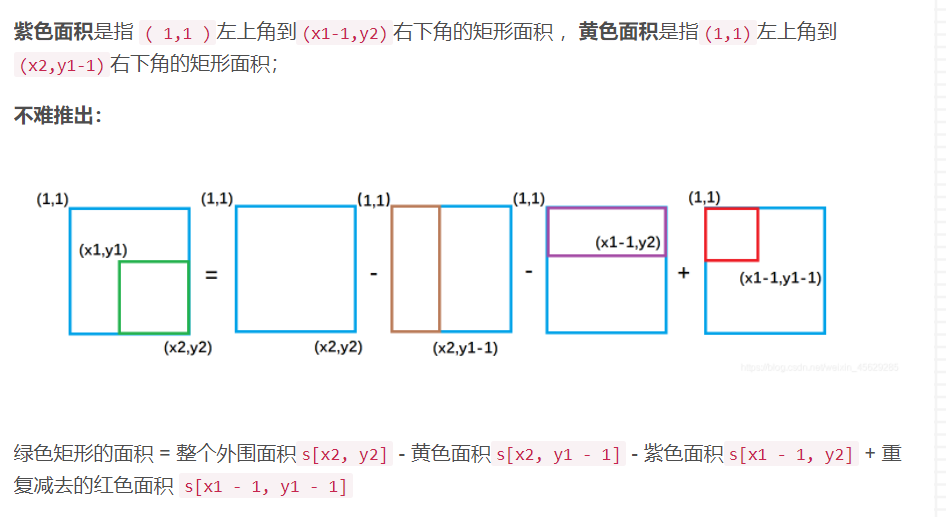 紫色面积是指 ( 1,1 ) 左上角到 (x1-1,y2) 右下角的矩形面积 ，黄色面积是指 (1,1) 左上角到
(x2,y1-1) 右下角的矩形面积；
不难推出：
(1,1) (1,1) (1,1) (1,1) (1,1)
(x1,y1) (x1-1,y2)
= - - +
(x1-1,y1-1)
(x2,y2) (x2,y2) (x2,y1-1)
绿色矩形的面积 = 整个外围面积 s[x2, y2] - 黄色面积 s[x2, y1 - 1] - 紫色面积 s[x1 - 1, y2] + 重
复减去的红色面积 s[x1 - 1, y1 - 1]